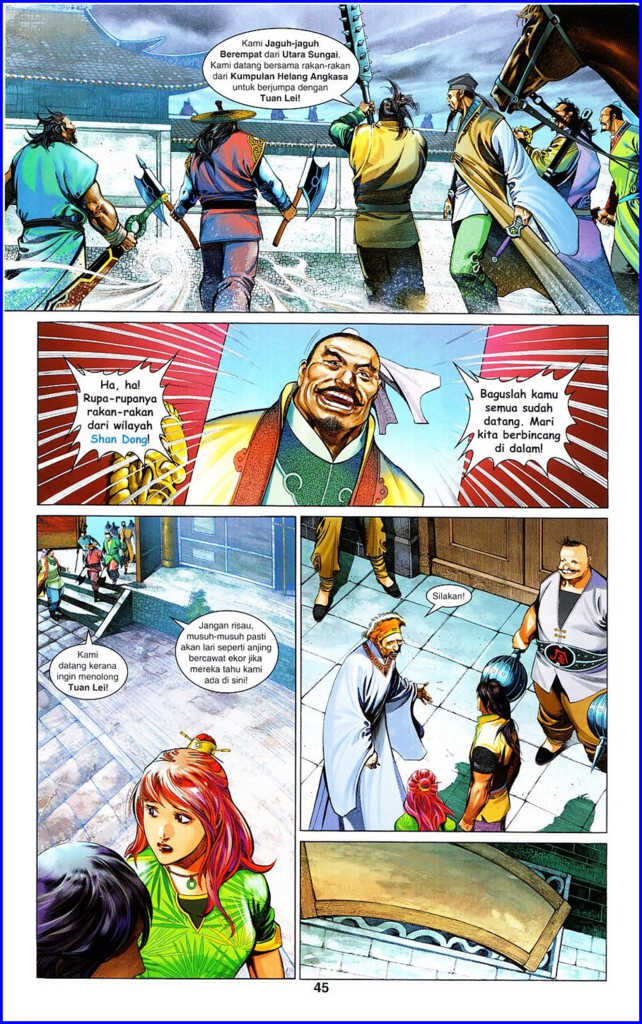 Kami Jaguh-jaguh
Berempat dari Utara Sungai.
Kami datang bersama rakan-rakan
dari Kumpulan Helang Angkasa
untuk berjumpa dengan
Tuan Lei!
Ha, ha!
Rupa-rupanya
rakan-rakan
dari wilayah
Shan Dong!
Baguslah kamu
semua sudah
datang. Mari
kita berbincang
di dalam!
Kami
datang kerana
ingin menolong
Tuan Lei!
Jangan risau,
musuh-musuh pasti
akan lari seperti anjing
bercawat ekor jika
mereka tahu kami
ada di sini!
Silakan!
45